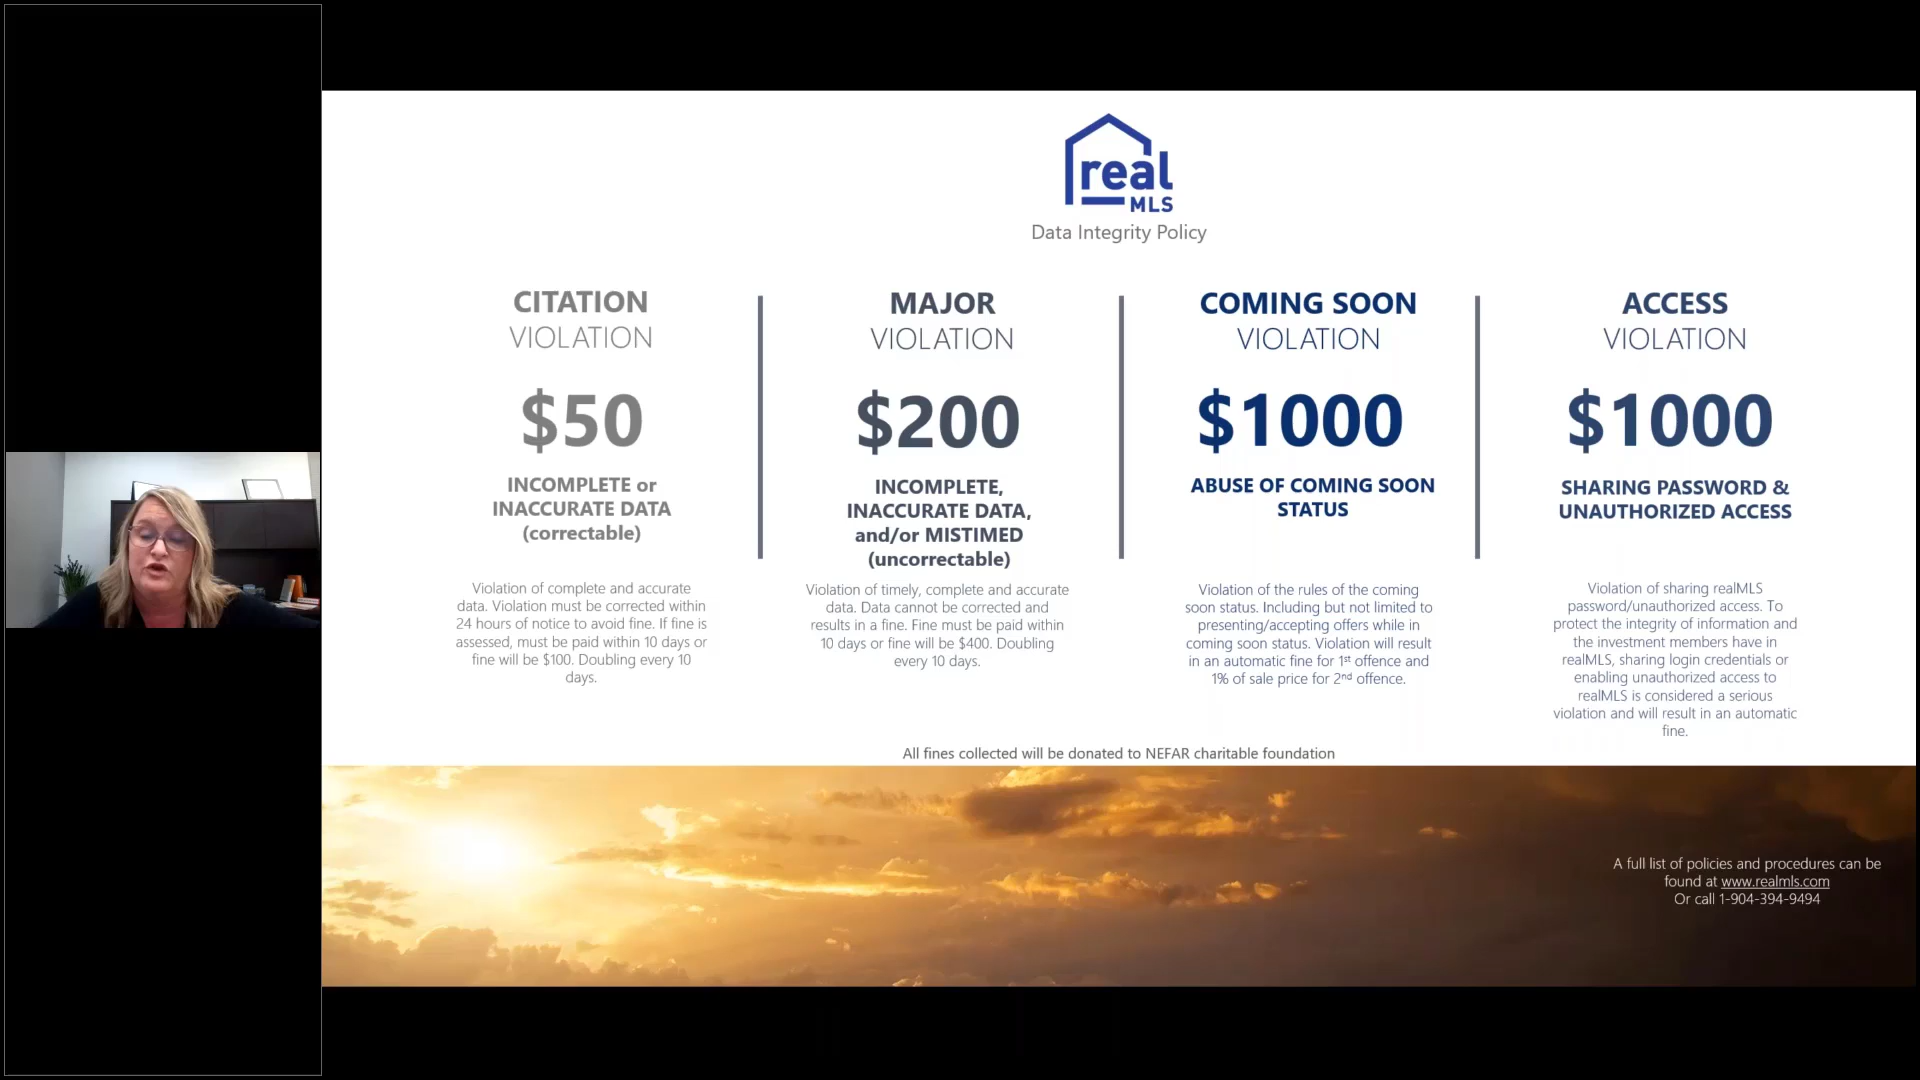 real
MLS
Data Integrity Policy
CITATION
VIOLATION
$50
INCOMPLETE or
INACCURATE DATA
(correctable)
Violation of complete and accurate
data. Violation must be corrected within
24 hours of notice to avoid fine. If fine is
assessed, must be paid within 10 days or
fine will be $100. Doubling every 10
days.
MAJOR
VIOLATION
$200
INCOMPLETE,
INACCURATE DATA,
and/or MISTIMED
(uncorrectable)
Violation of timely, complete and accurate
data. Data cannot be corrected and
results in a fine. Fine must be paid within
10 days or fine will be $400. Doubling
every 10 days.
COMING SOON
VIOLATION
$1000
ABUSE OF COMING SOON
STATUS
Violation of the rules of the coming
soon status. Including but not limited to
presenting/accepting offers while in
coming soon status. Violation will result
in an automatic fine for 1st offence and
1% of sale price for 2nd offence.
ACCESS
VIOLATION
$1000
SHARING PASSWORD &
UNAUTHORIZED ACCESS
Violation of sharing realMLS
password/unauthorized access. To
protect the integrity of information and
the investment members have in
realMLS, sharing login credentials or
enabling unauthorized access to
realMLS is considered a serious
violation and will result in an automatic
fine.
All fines collected will be donated to NEFAR charitable foundation
A full list of policies and procedures can be
found at www.realmls.com
Or call 1-904-394-9494